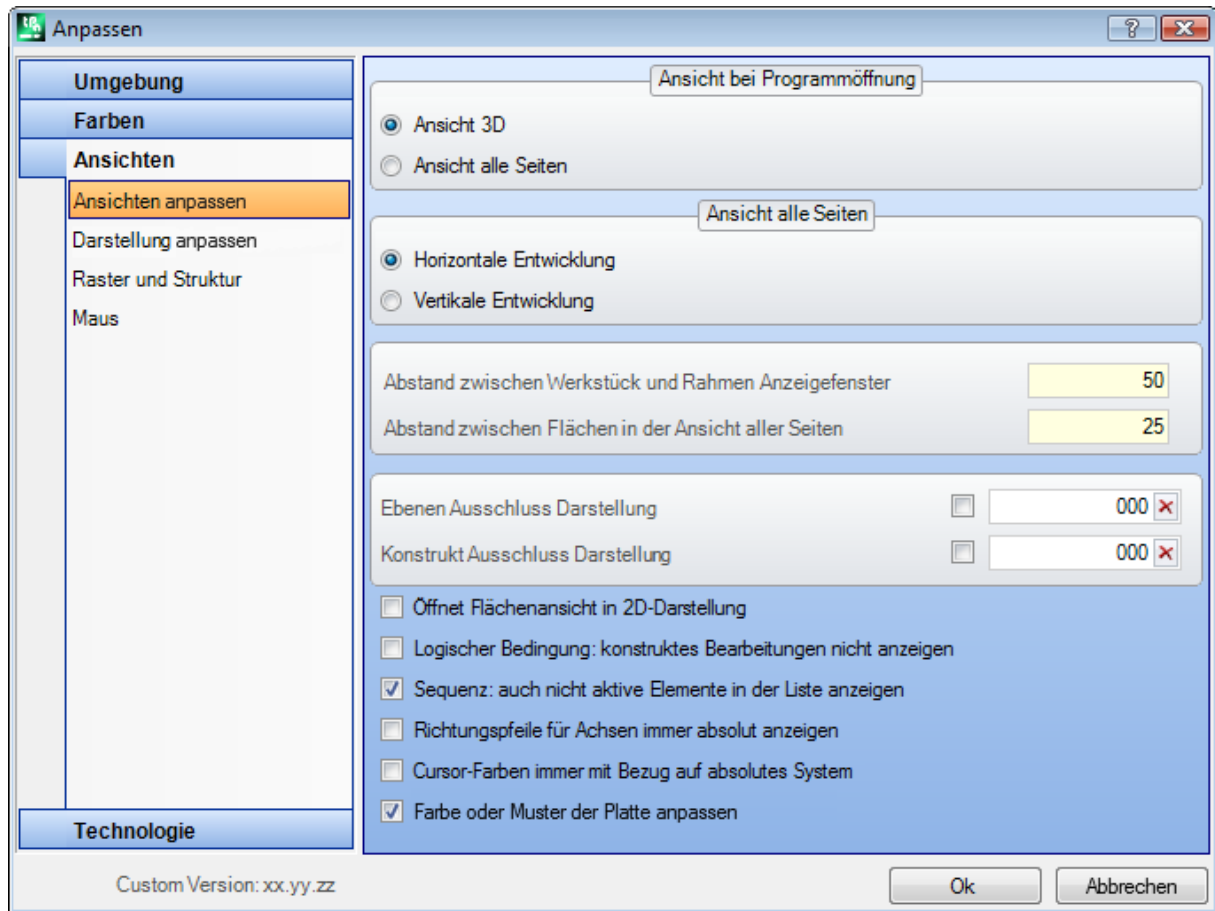 Anpassen
Umgebung
Farben
Ansichten
Ansichten anpassen
Darstellung anpassen
Raster und Struktur
Maus
Technologie
Ansicht bei Programmöffnung
Ansicht 3D
Ansicht alle Seiten
Ansicht alle Seiten
Horizontale Entwicklung
Vertikale Entwicklung
Abstand zwischen Werkstück und Rahmen Anzeigefenster 50
Abstand zwischen Flächen in der Ansicht aller Seiten 25
Ebenen Ausschluss Darstellung 000
Konstrukt Ausschluss Darstellung 000
Öffnet Flächenansicht in 2D-Darstellung
Logischer Bedingung: konstruktes Bearbeitungen nicht anzeigen
Sequenz: auch nicht aktive Elemente in der Liste anzeigen
Richtungspfeile für Achsen immer absolut anzeigen
Cursor-Farben immer mit Bezug auf absolutes System
Farbe oder Muster der Platte anpassen
Custom Version: xx.yy.zz
Ok
Abbrechen